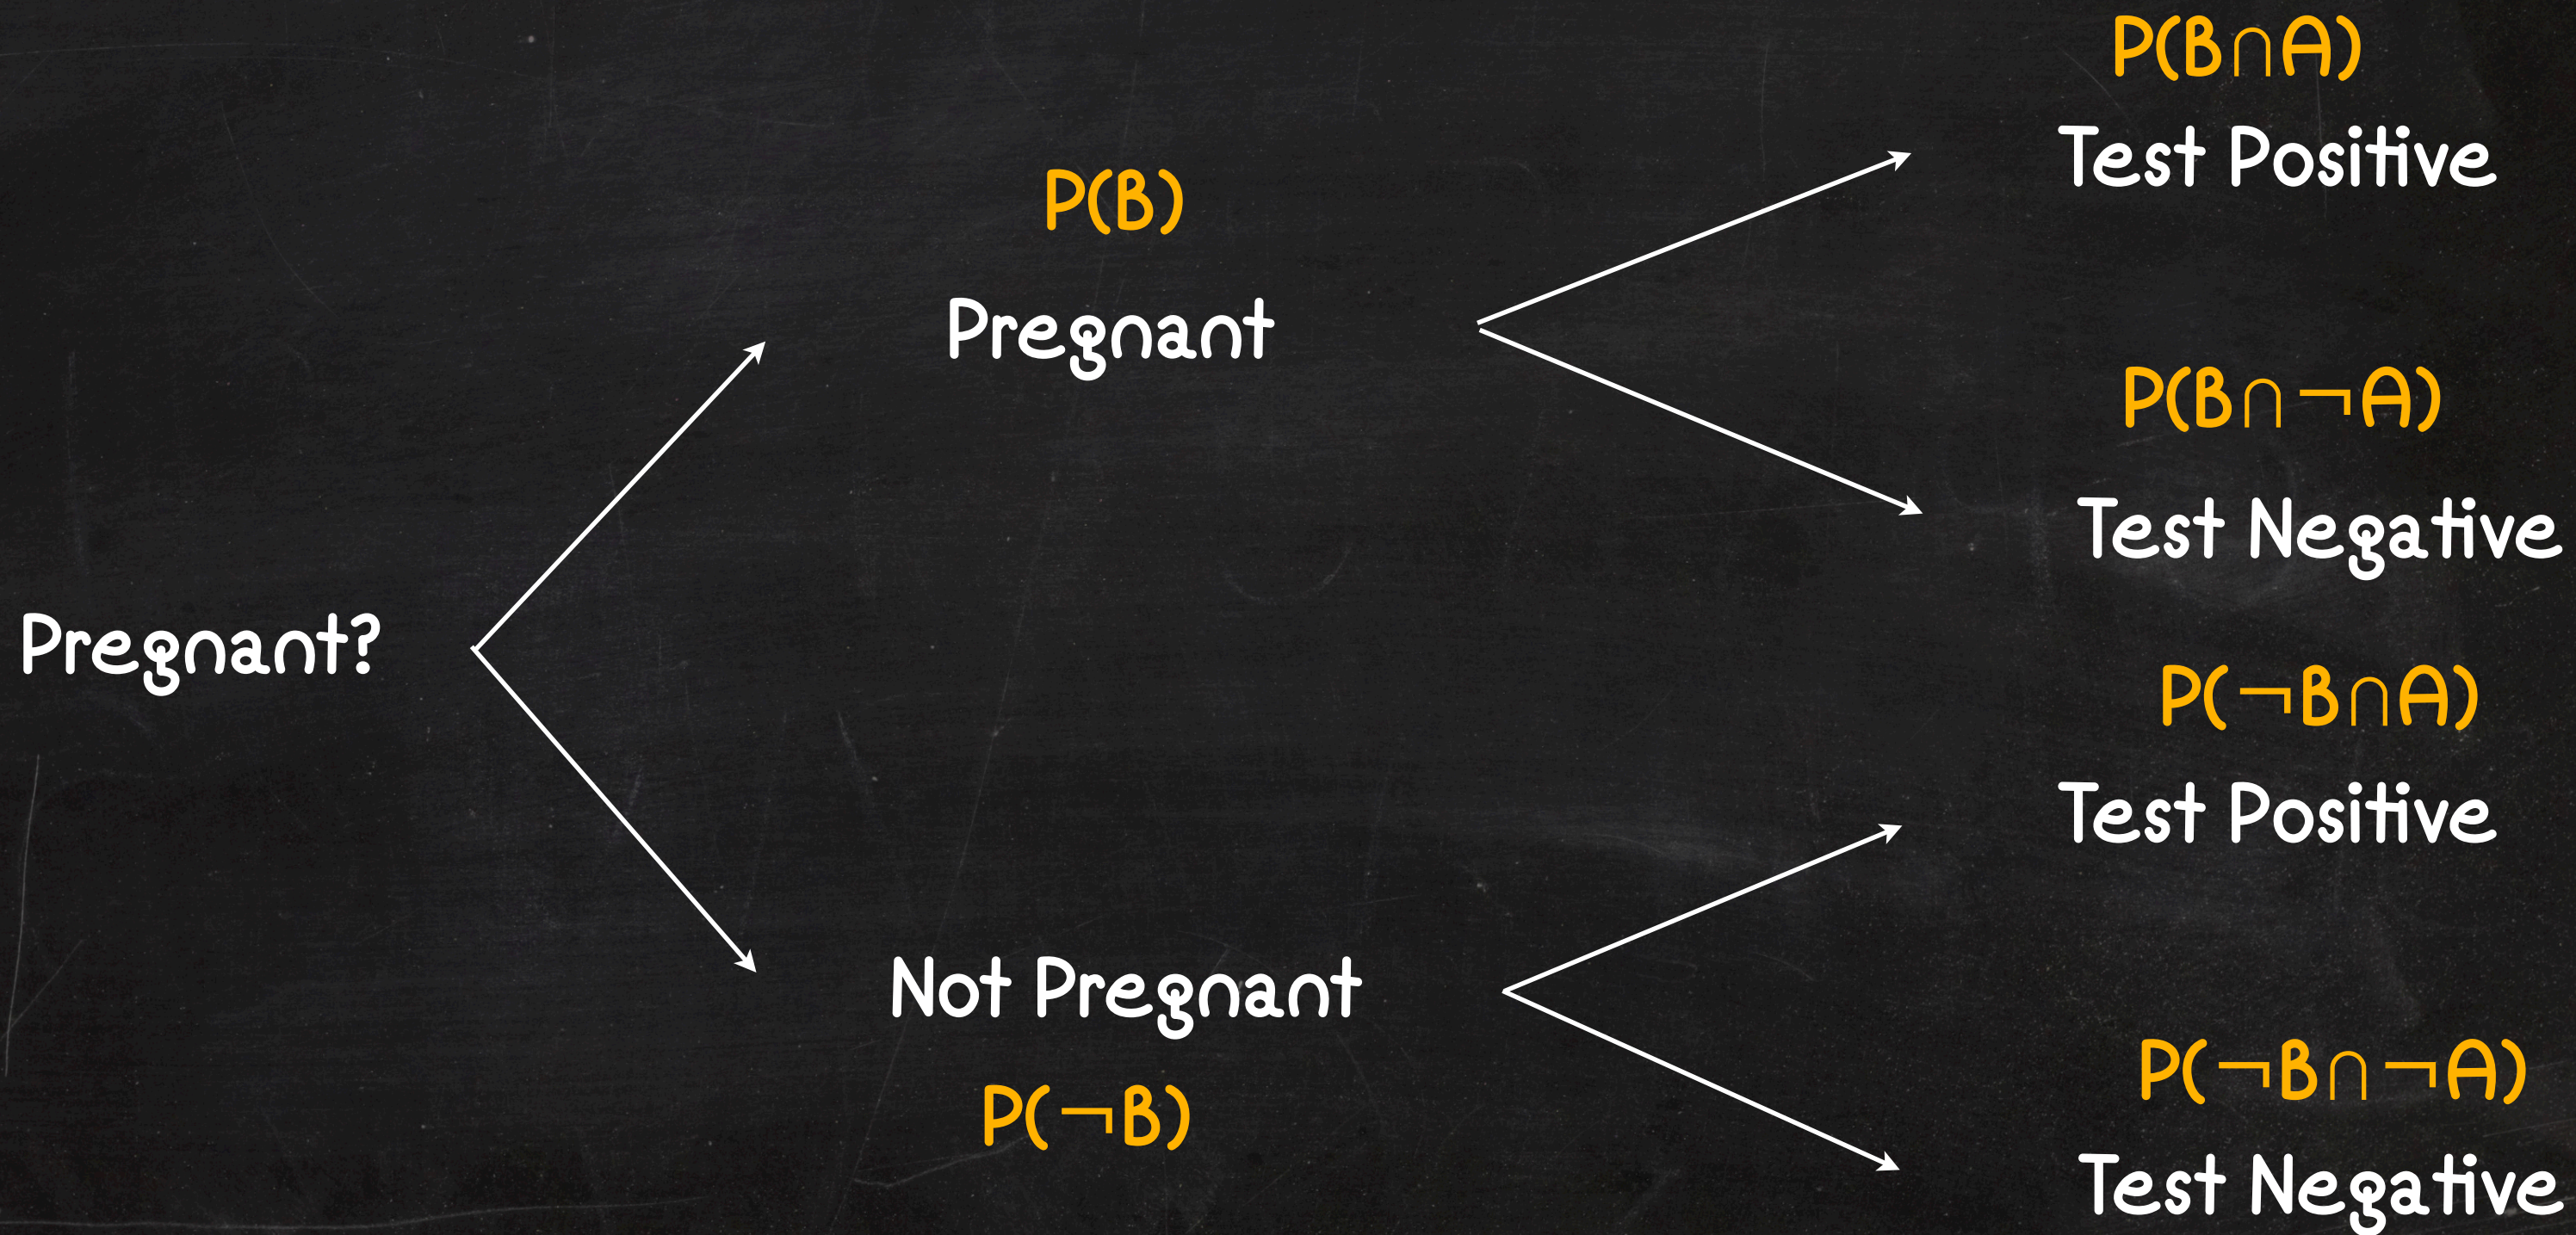 P(B∩A)
Test Positive
P(B)
Pregnant
P(B∩¬A)
Test Negative
Pregnant?
P(¬B∩A)
Test Positive
Not Pregnant
P(¬B)
P(¬B∩¬A)
Test Negative